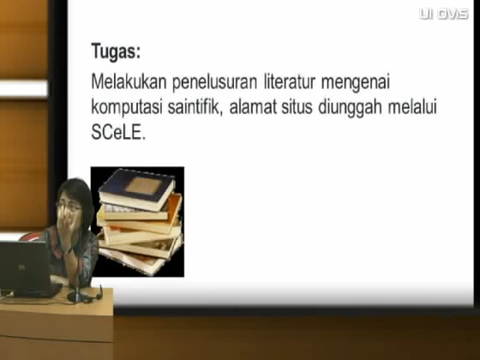 UI OViS
Tugas:
Melakukan penelusuran literatur mengenai
komputasi saintifik, alamat situs diunggah melalui
SCeLE.